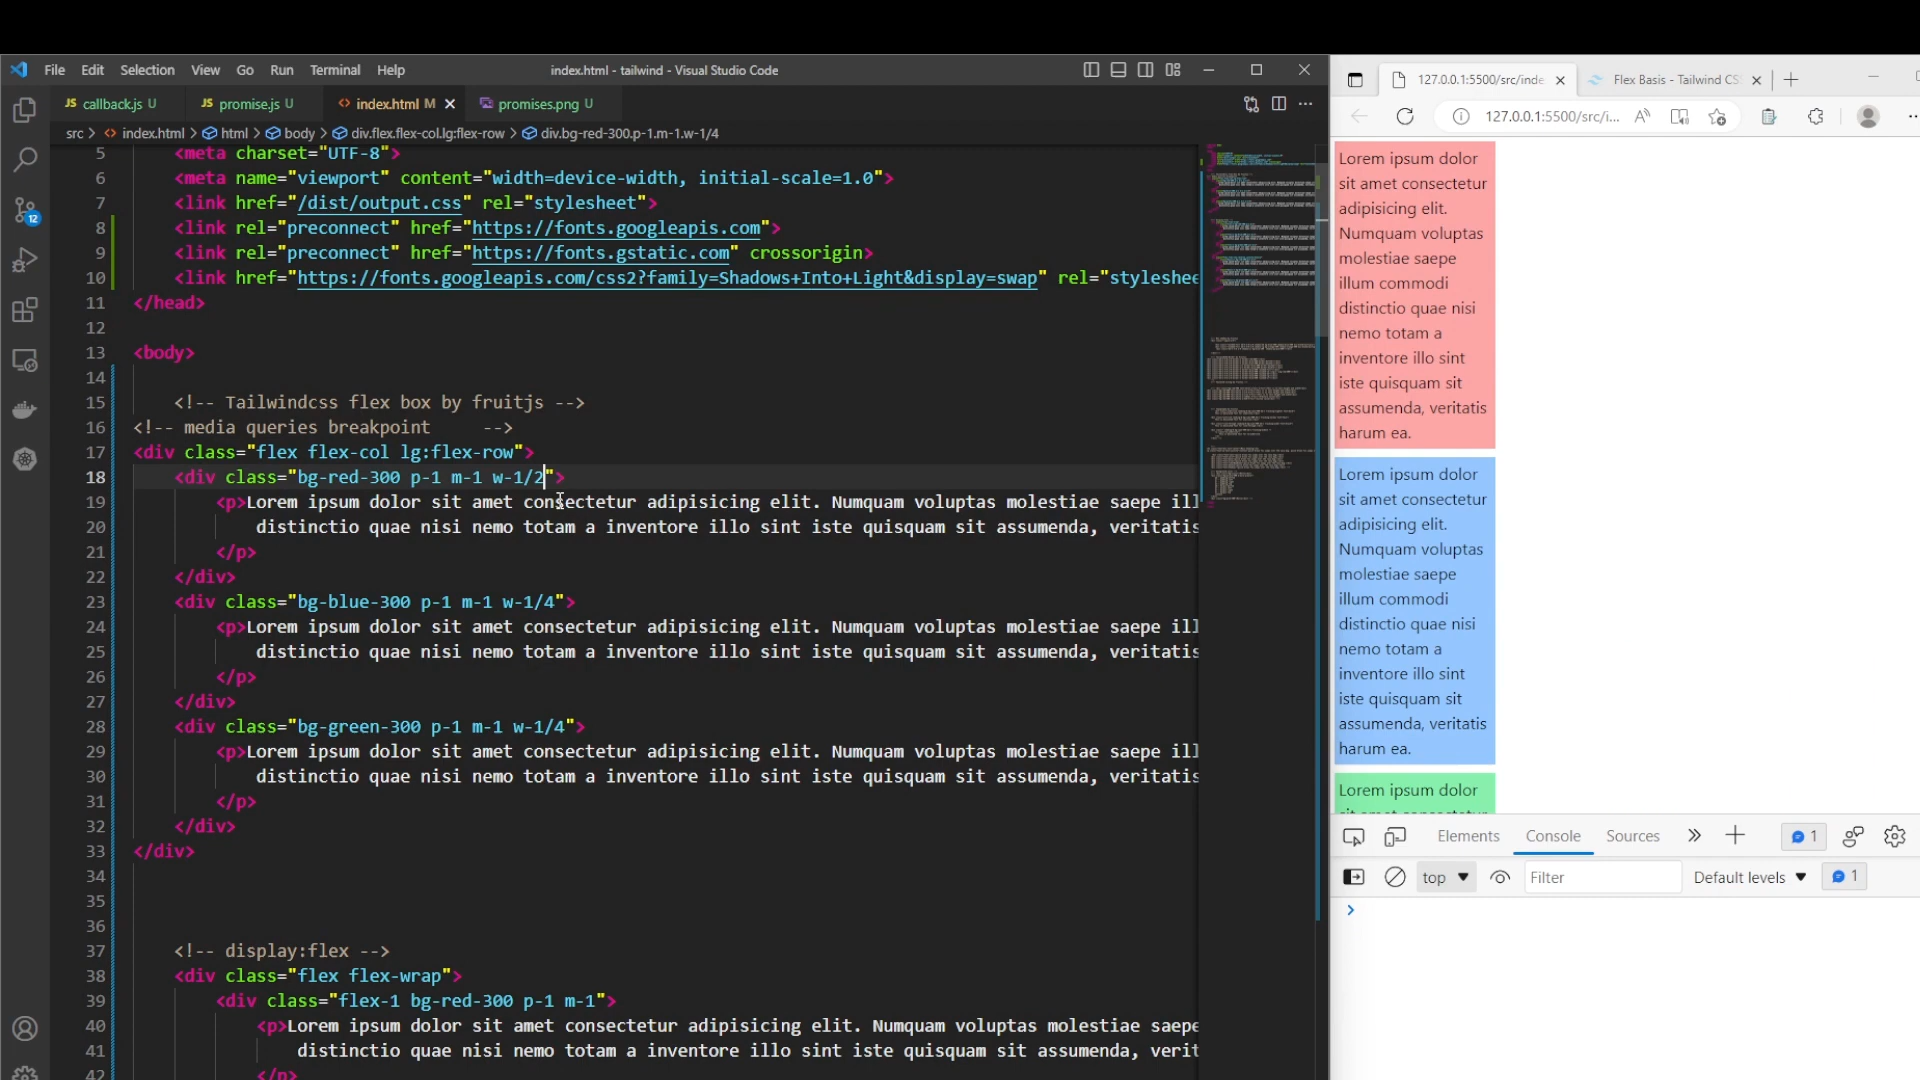 File Edit Selection View Go Run Terminal Help
index.html - tailwind - Visual Studio Code
JS callback.js U
JS promise.js U
<> index.html M
promises.png U
src > <> index.html > html > body > div.flex.flex-col.lg:flex-row > div.bg-red-300.p-1.m-1.w-1/4
5 <meta charset="UTF-8">
6 <meta name="viewport" content="width=device-width, initial-scale=1.0">
7 <link href="/dist/output.css" rel="stylesheet">
8 <link rel="preconnect" href="https://fonts.googleapis.com">
9 <link rel="preconnect" href="https://fonts.gstatic.com" crossorigin>
10 <link href="https://fonts.googleapis.com/css2?family=Shadows+Into+Light&display=swap" rel="styleshee
11 </head>
12
13 <body>
14
15 <!-- Tailwindcss flex box by fruitjs -->
16 <!-- media queries breakpoint -->
17 <div class="flex flex-col lg:flex-row">
18 <div class="bg-red-300 p-1 m-1 w-1/2">
19 <p>Lorem ipsum dolor sit amet consectetur adipisicing elit. Numquam voluptas molestiae saepe ill
20 distinctio quae nisi nemo totam a inventore illo sint iste quisquam sit assumenda, veritatis
21 </p>
22 </div>
23 <div class="bg-blue-300 p-1 m-1 w-1/4">
24 <p>Lorem ipsum dolor sit amet consectetur adipisicing elit. Numquam voluptas molestiae saepe ill
25 distinctio quae nisi nemo totam a inventore illo sint iste quisquam sit assumenda, veritatis
26 </p>
27 </div>
28 <div class="bg-green-300 p-1 m-1 w-1/4">
29 <p>Lorem ipsum dolor sit amet consectetur adipisicing elit. Numquam voluptas molestiae saepe ill
30 distinctio quae nisi nemo totam a inventore illo sint iste quisquam sit assumenda, veritatis
31 </p>
32 </div>
33 </div>
34
35
36
37 <!-- display:flex -->
38 <div class="flex flex-wrap">
39 <div class="flex-1 bg-red-300 p-1 m-1">
40 <p>Lorem ipsum dolor sit amet consectetur adipisicing elit. Numquam voluptas molestiae saepe
41 distinctio quae nisi nemo totam a inventore illo sint iste quisquam sit assumenda, verit
42 </p>
12
127.0.0.1:5500/src/inde
Flex Basis - Tailwind CS
127.0.0.1:5500/src/i...
Lorem ipsum dolor
sit amet consectetur
adipisicing elit.
Numquam voluptas
molestiae saepe
illum commodi
distinctio quae nisi
nemo totam a
inventore illo sint
iste quisquam sit
assumenda, veritatis
harum ea.
Lorem ipsum dolor
sit amet consectetur
adipisicing elit.
Numquam voluptas
molestiae saepe
illum commodi
distinctio quae nisi
nemo totam a
inventore illo sint
iste quisquam sit
assumenda, veritatis
harum ea.
Lorem ipsum dolor
sit amet consectetur
Elements Console Sources 1
top Filter Default levels 1